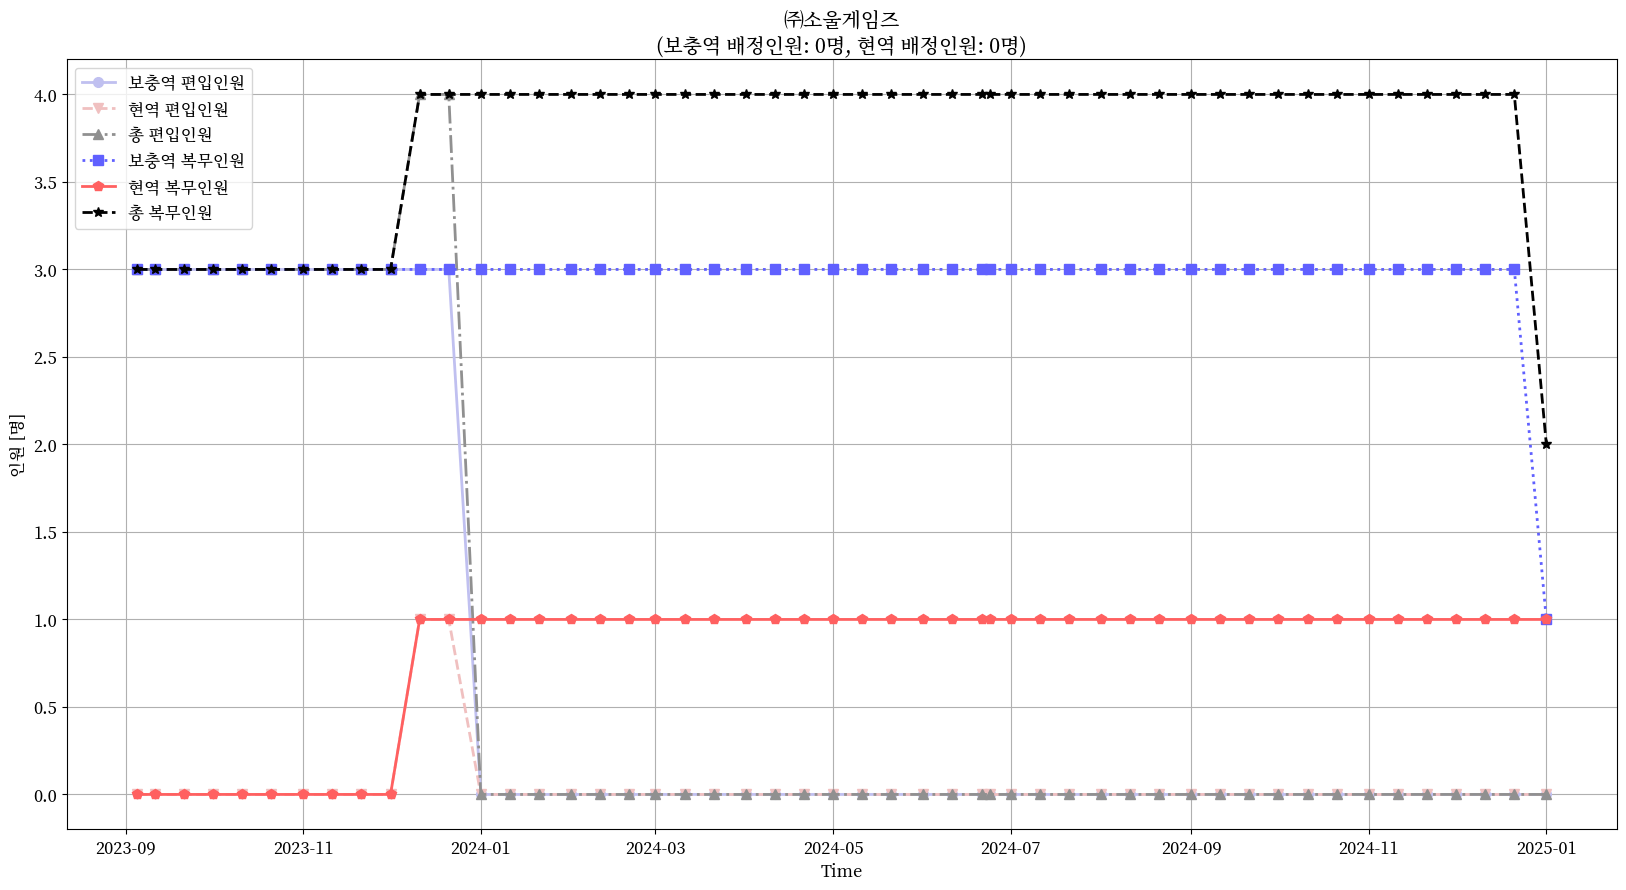 ㈜소울게임즈
(보충역 배정인원: 0명, 현역 배정인원: 0명)
보충역 편입인원
현역 편입인원
총 편입인원
보충역 복무인원
현역 복무인원
총 복무인원
인원 [명]
4.0
3.5
3.0
2.5
2.0
1.5
1.0
0.5
0.0
2023-09 2023-11 2024-01 2024-03 2024-05 2024-07 2024-09 2024-11 2025-01
Time